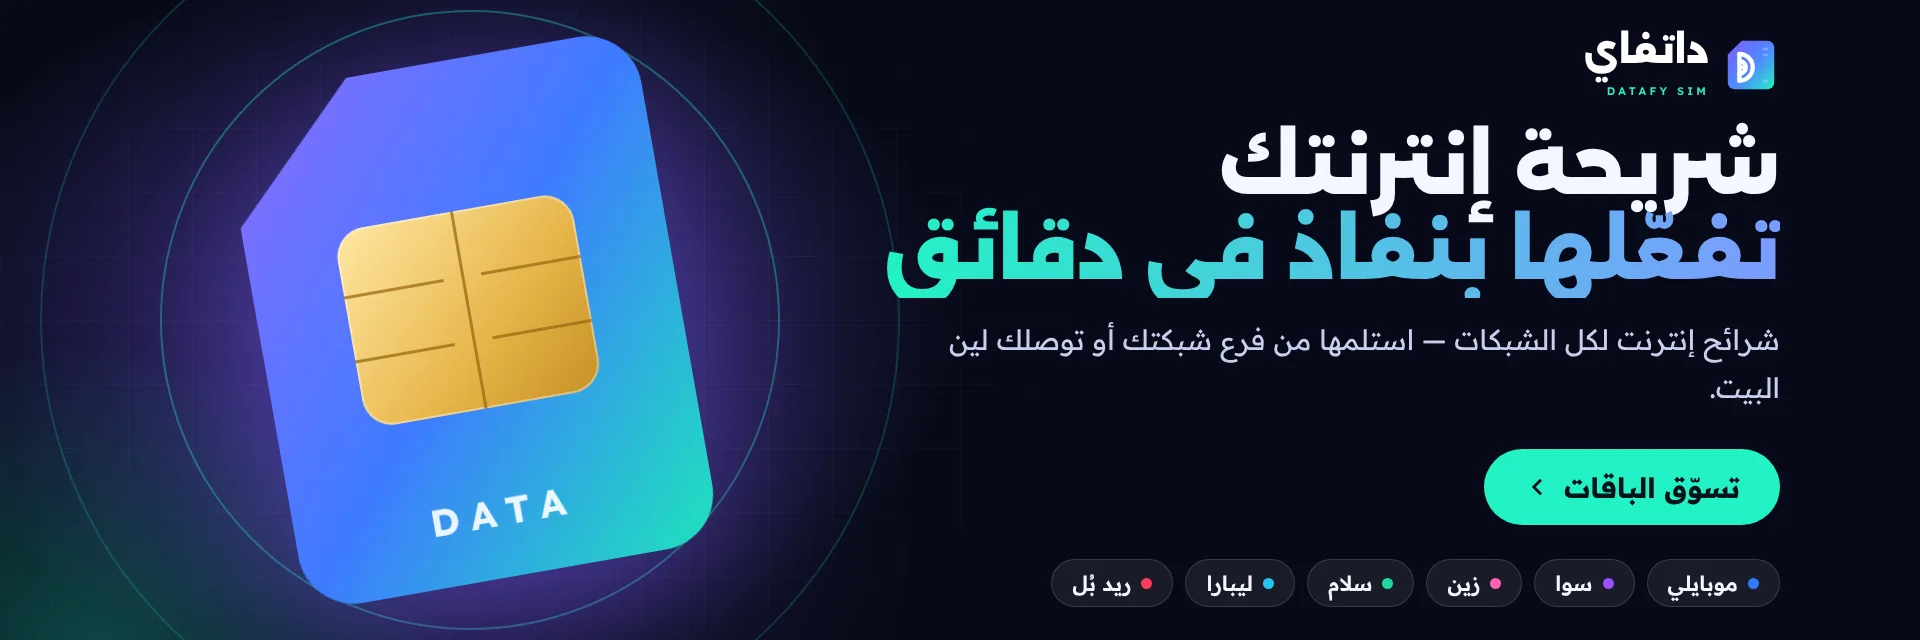 داتفاي
DATAFY SIM
شريحة إنترنتك
تفعّلها بنفاذ في دقائق
شرائح إنترنت لكل الشبكات — استلمها من فرع شبكتك أو توصلك لين
البيت.
تسوّق الباقات
موبايلي سوا زين سلام ليبارا ريد بُل
DATA